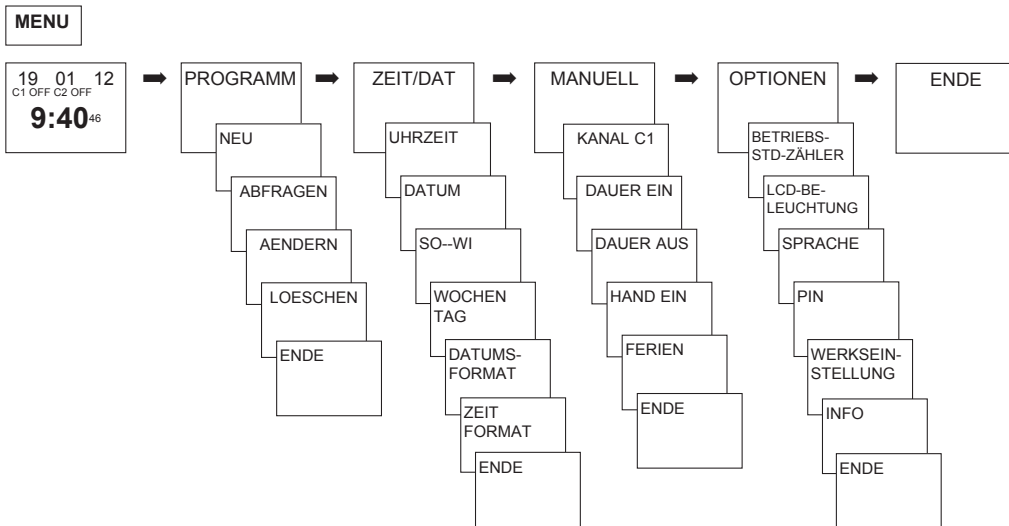 MENU
19 01 12
C1 OFF C2 OFF
9:40 46
PROGRAMM
NEU
ABFRAGEN
AENDERN
LOESCHEN
ENDE
ZEIT/DAT
UHRZEIT
DATUM
SO--WI
WOCHEN
TAG
DATUMS-
FORMAT
ZEIT
FORMAT
ENDE
MANUELL
KANAL C1
DAUER EIN
DAUER AUS
HAND EIN
FERIEN
ENDE
OPTIONEN
BETRIEBS-
STD-ZÄHLER
LCD-BE-
LEUCHTUNG
SPRACHE
PIN
WERKSEIN-
STELLUNG
INFO
ENDE
ENDE